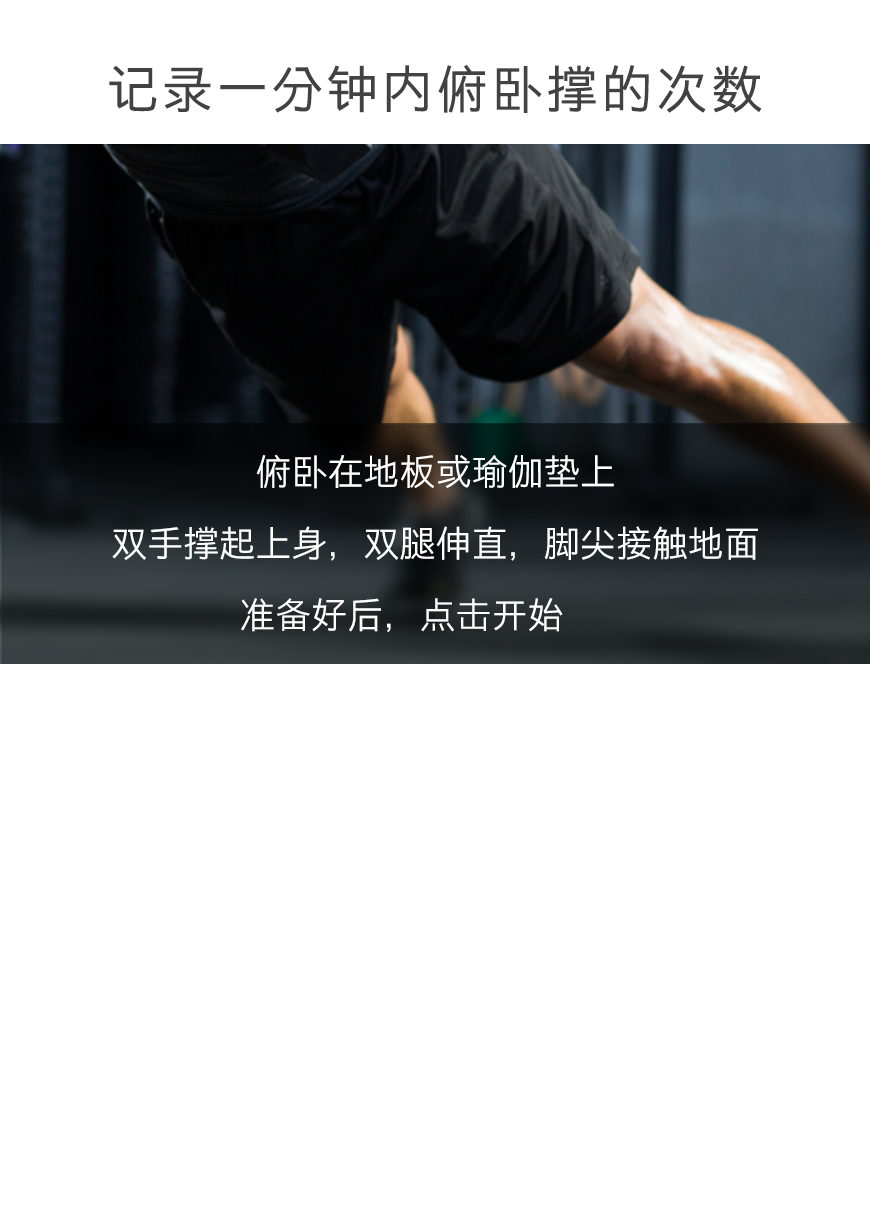 记录一分钟内俯卧撑的次数
俯卧在地板或瑜伽垫上
双手撑起上身，双腿伸直，脚尖接触地面
准备好后，点击开始